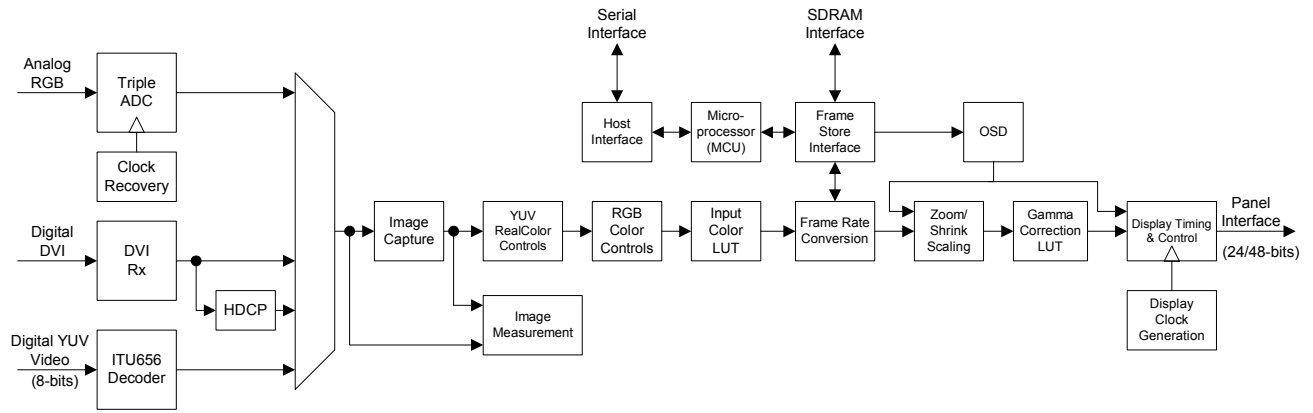 Serial
Interface
SDRAM
Interface
Analog
RGB
Triple
ADC
Clock
Recovery
Host
Interface
Micro-
processor
(MCU)
Frame
Store
Interface
OSD
Digital
DVI
DVI
Rx
HDCP
Digital YUV
Video
(8-bits)
ITU656
Decoder
Image
Capture
YUV
RealColor
Controls
RGB
Color
Controls
Input
Color
LUT
Frame Rate
Conversion
Zoom/
Shrink
Scaling
Gamma
Correction
LUT
Display Timing
& Control
Panel
Interface
(24/48-bits)
Image
Measurement
Display
Clock
Generation